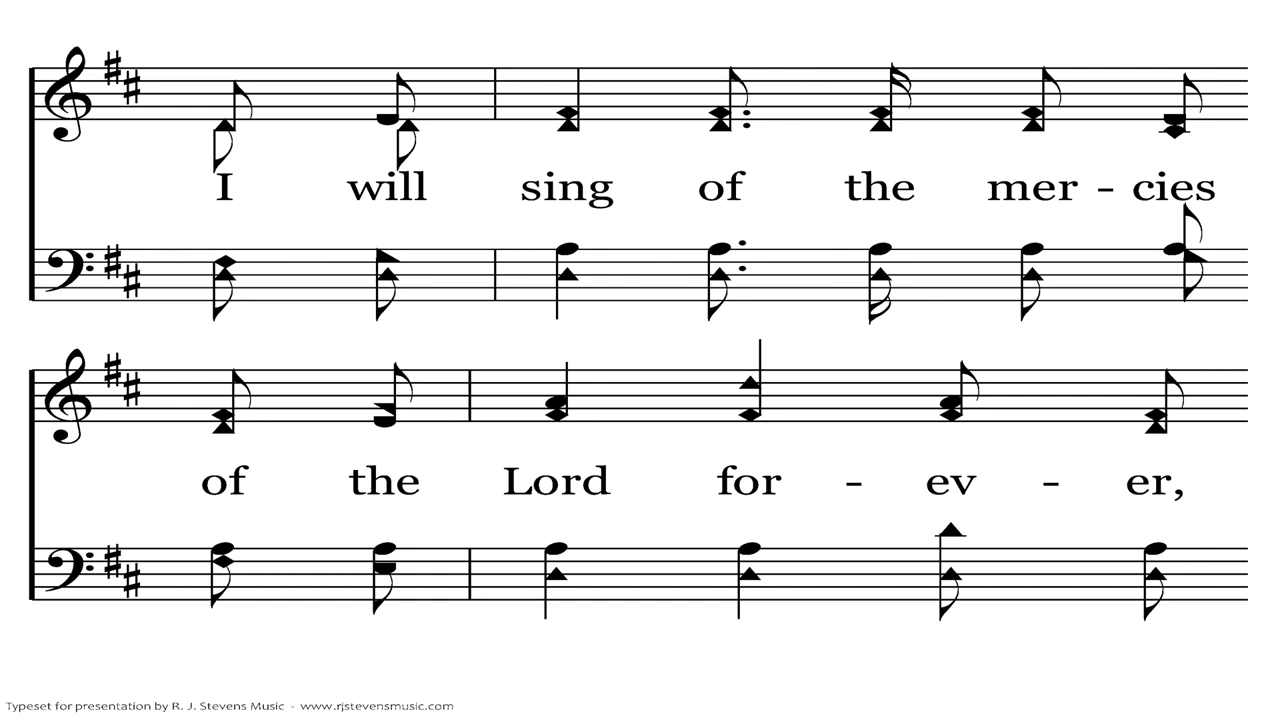 I will sing of the mer - cies
of the Lord for - ev - er,
Typeset for presentation by R. J. Stevens Music - www.rjstevensmusic.com